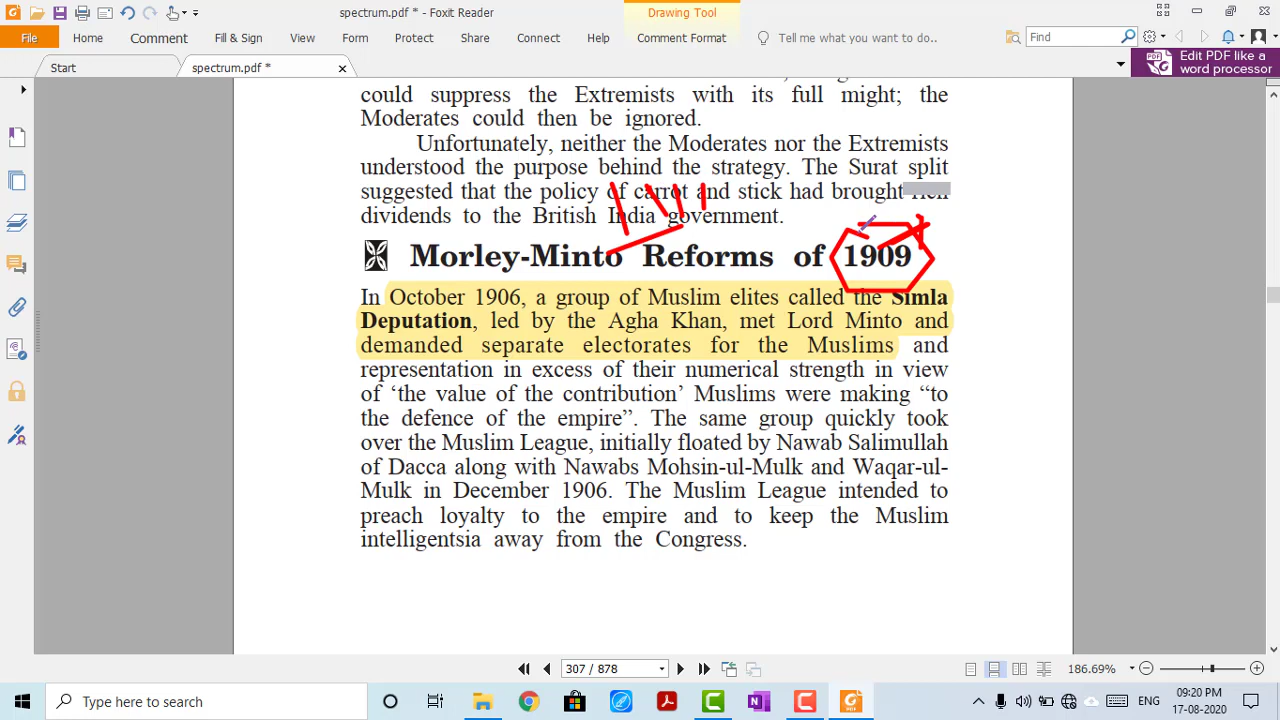 spectrum.pdf * - Foxit Reader
Drawing Tool
File Home Comment Fill & Sign View Form Protect Share Connect Help Comment Format Tell me what you want to do.. Find
Start spectrum.pdf * Edit PDF like a word processor
could suppress the Extremists with its full might; the
Moderates could then be ignored.
Unfortunately, neither the Moderates nor the Extremists
understood the purpose behind the strategy. The Surat split
suggested that the policy of carrot and stick had brought rich
dividends to the British India government.
Morley-Minto Reforms of 1909
In October 1906, a group of Muslim elites called the Simla
Deputation, led by the Agha Khan, met Lord Minto and
demanded separate electorates for the Muslims and
representation in excess of their numerical strength in view
of ‘the value of the contribution’ Muslims were making “to
the defence of the empire”. The same group quickly took
over the Muslim League, initially floated by Nawab Salimullah
of Dacca along with Nawabs Mohsin-ul-Mulk and Waqar-ul-
Mulk in December 1906. The Muslim League intended to
preach loyalty to the empire and to keep the Muslim
intelligentsia away from the Congress.
307 / 878 186.69%
Type here to search ENG 09:20 PM
17-08-2020